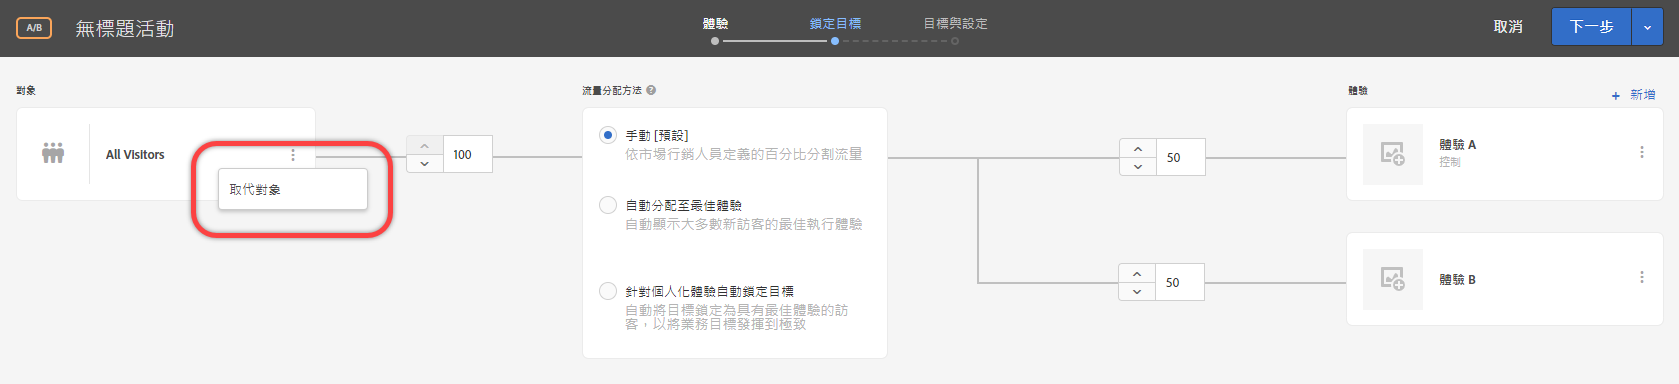 A/B
無標題活動
體驗
鎖定目標
目標與設定
取消
下一步
對象
All Visitors
取代對象
100
流量分配方法 ?
手動 [預設]
依市場行銷人員定義的百分比分割流量
自動分配至最佳體驗
自動顯示大多數新訪客的最佳執行體驗
針對個人化體驗自動鎖定目標
自動將目標鎖定為具有最佳體驗的訪
客，以將業務目標發揮到極致
50
50
體驗
+ 新增
體驗 A
控制
體驗 B